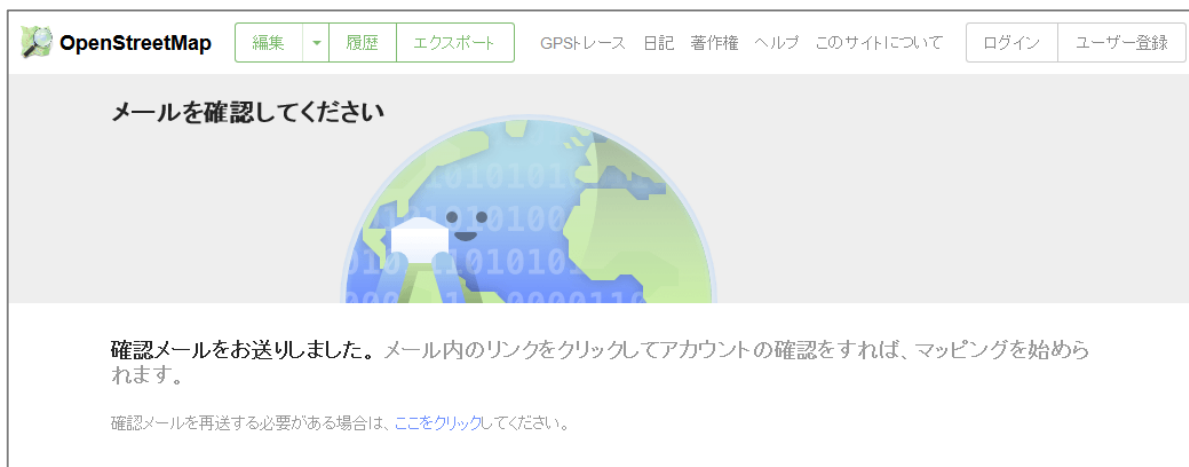 OpenStreetMap 編集 履歴 エクスポート GPSトレース 日記 著作権 ヘルプ このサイトについて ログイン ユーザー登録
メールを確認してください
確認メールをお送りしました。メール内のリンクをクリックしてアカウントの確認をすれば、マッピングを始めら
れます。
確認メールを再送する必要がある場合は、ここをクリックしてください。